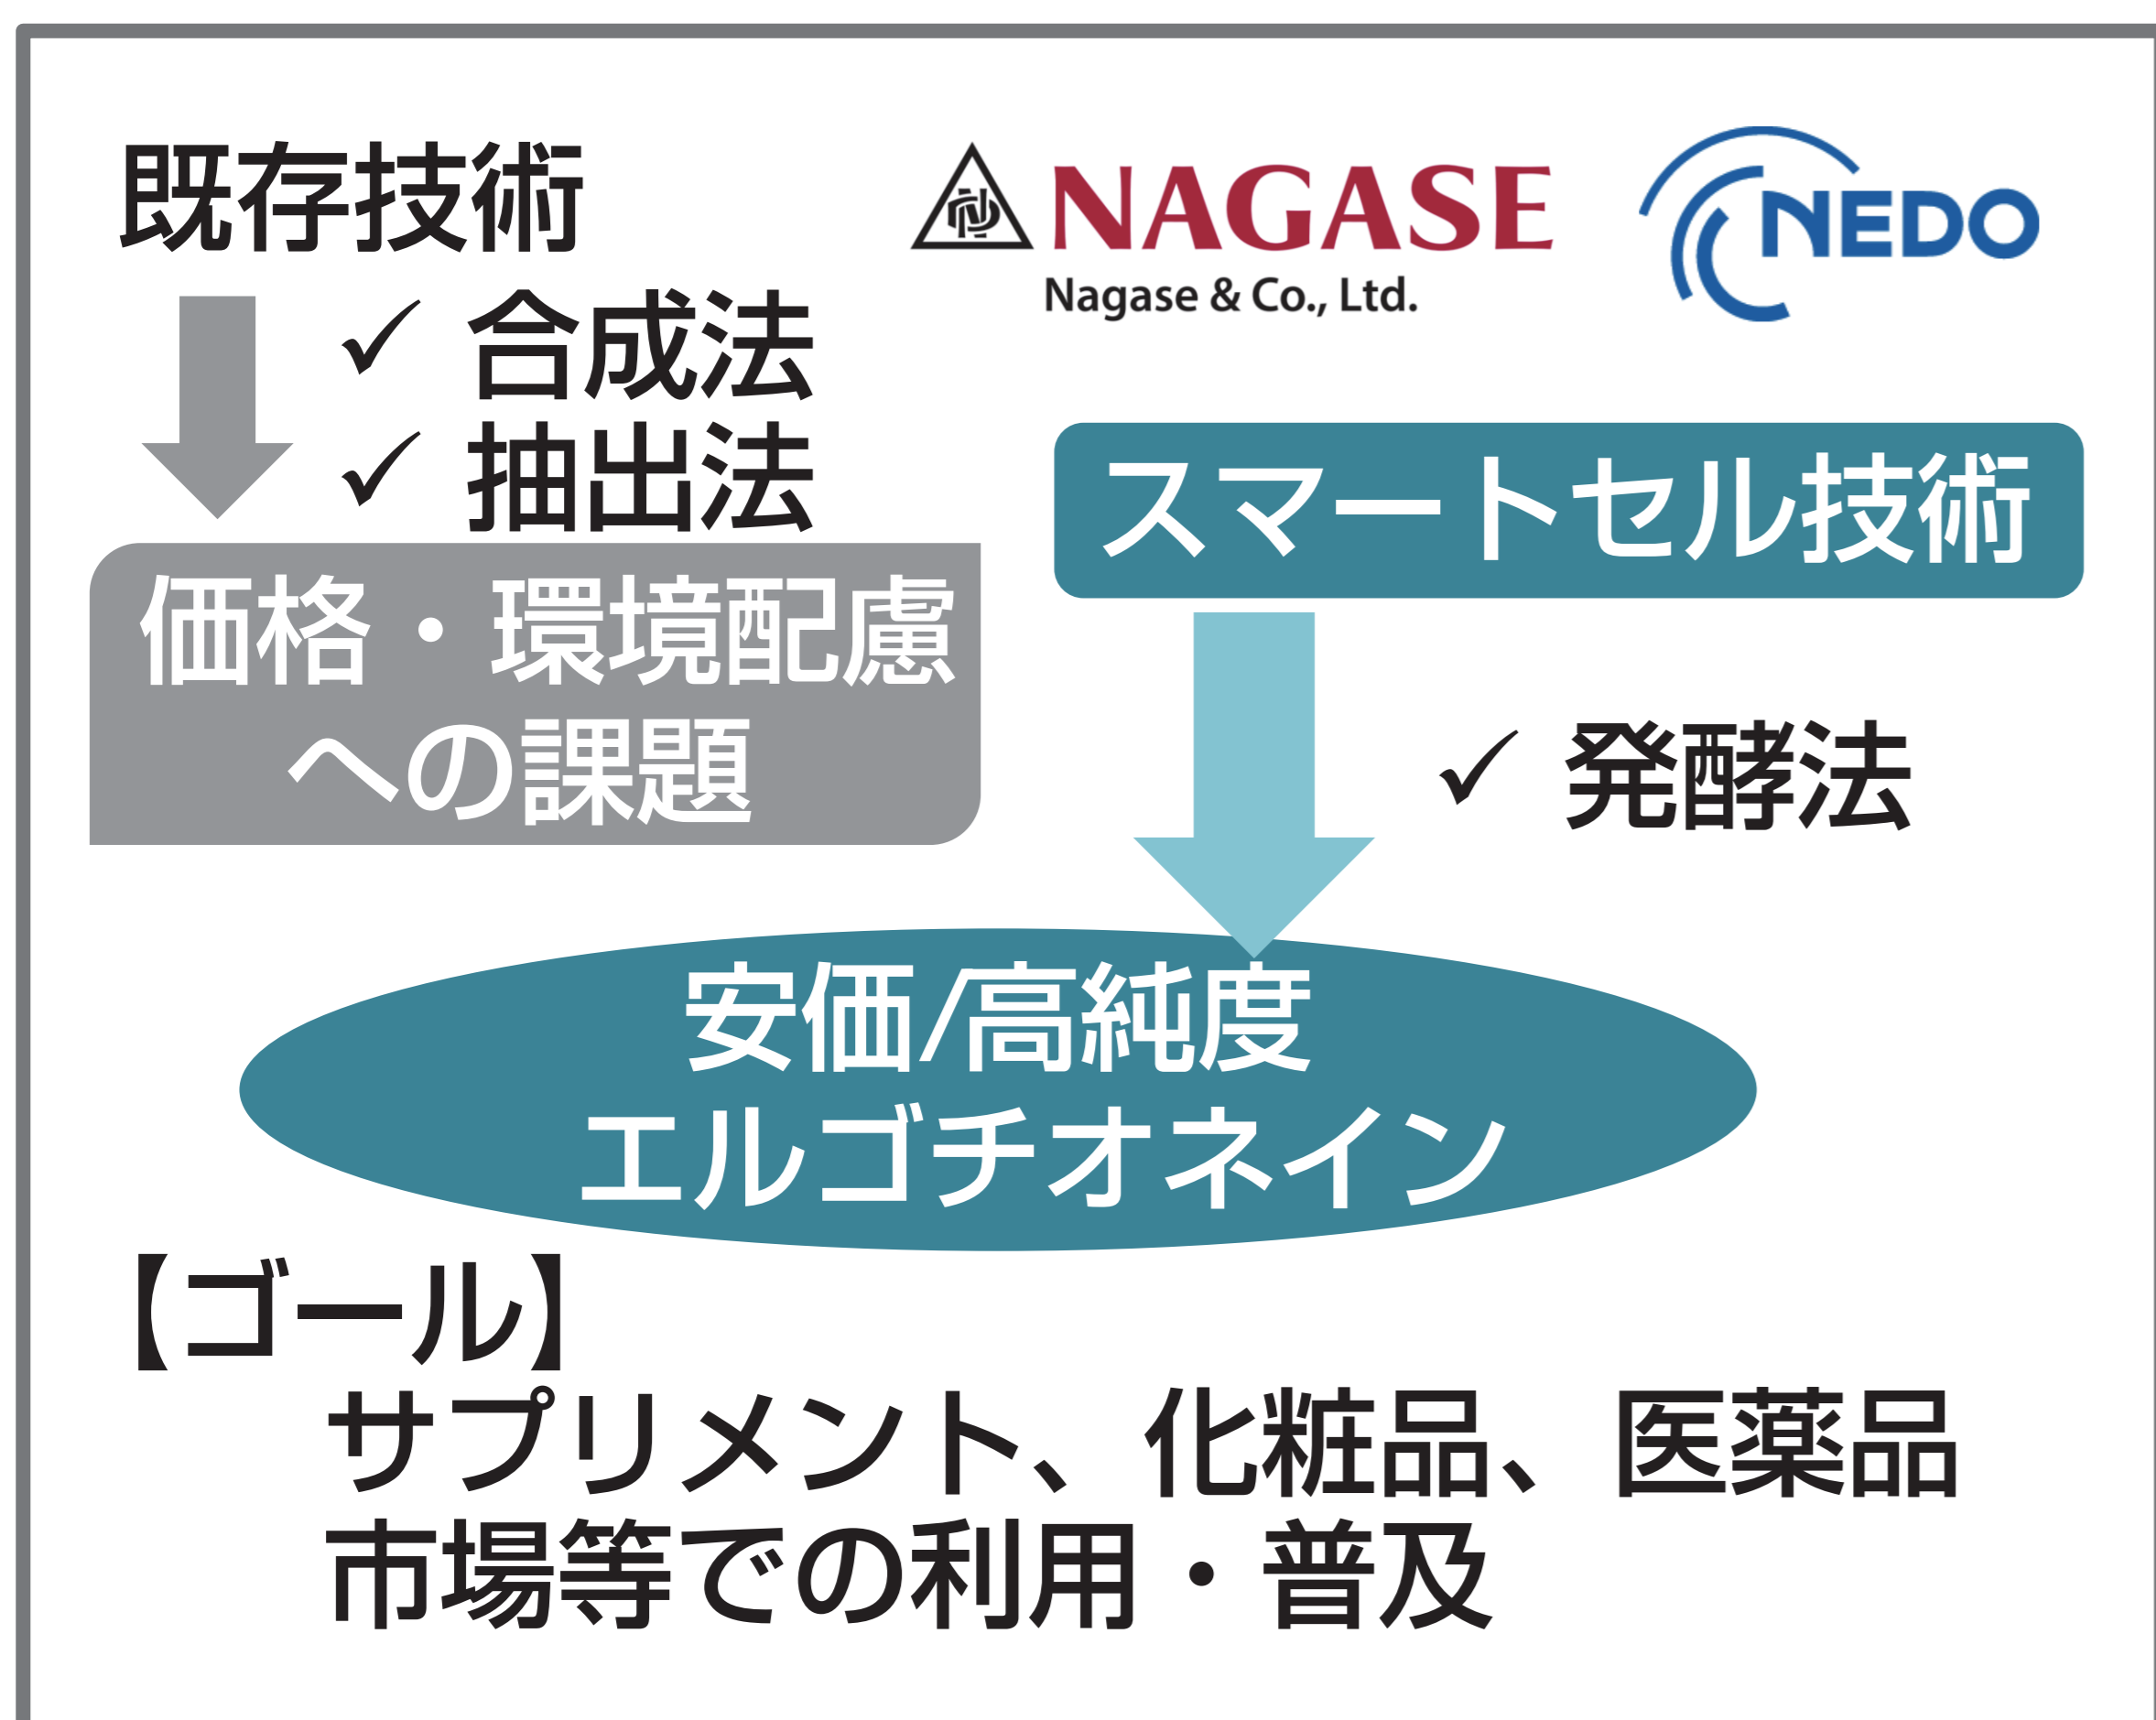 既存技術
✓ 合成法
✓ 抽出法
価格・環境配慮
への課題
NAGASE
Nagase & Co., Ltd.
NEDO
スマートセル技術
✓ 発酵法
安価/高純度
エルゴチオネイン
【ゴール】
サプリメント、化粧品、医薬品
市場等での利用・普及